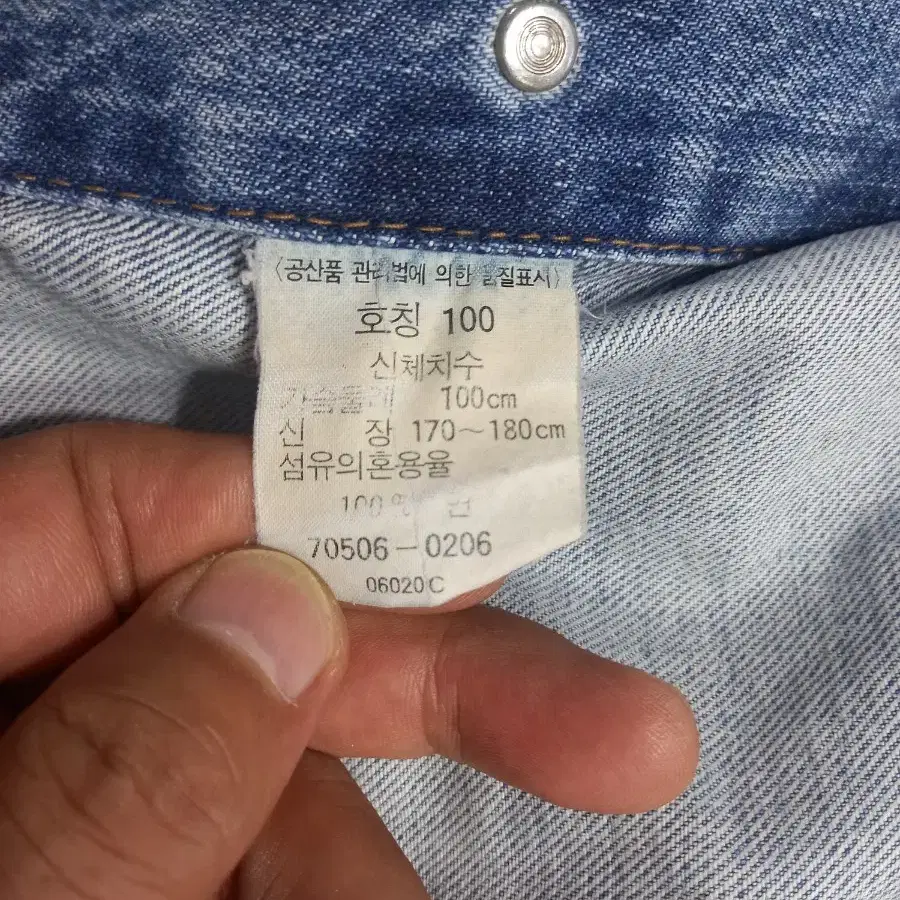 〈공산품 관리법에 의한 품질표시〉
호칭 100
신체치수
가슴둘레 100cm
신 장 170~180cm
섬유의혼용율
100%
70506-0206
06020C